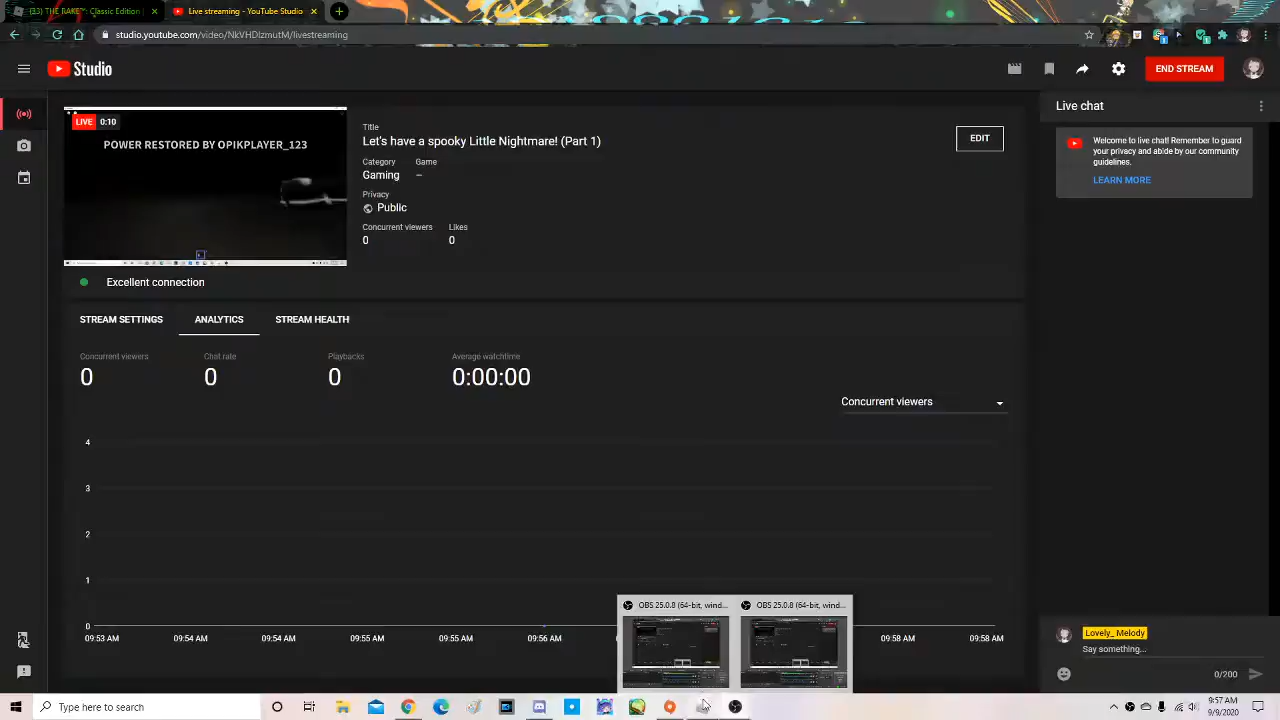 (23) THE RAKE™: Classic Edition
Live streaming - YouTube Studio
studio.youtube.com/video/NkVHDIzmutM/livestreaming
Studio
END STREAM
LIVE 0:10
POWER RESTORED BY OPIKPLAYER_123
Title
Let's have a spooky Little Nightmare! (Part 1)
EDIT
Category Game
Gaming –
Privacy
Public
Concurrent viewers Likes
0 0
Excellent connection
STREAM SETTINGS ANALYTICS STREAM HEALTH
Concurrent viewers Chat rate Playbacks Average watchtime
0 0 0 0:00:00
Concurrent viewers
4
3
2
1
0
09:53 AM 09:54 AM 09:54 AM 09:55 AM 09:55 AM 09:56 AM 09:58 AM 09:58 AM
Live chat
Welcome to live chat! Remember to guard
your privacy and abide by our community
guidelines.
LEARN MORE
Lovely_ Melody
Say something...
0/200
OBS 25.0.8 (64-bit, wind... OBS 25.0.8 (64-bit, wind...
Type here to search
9:57 AM
9/9/2020